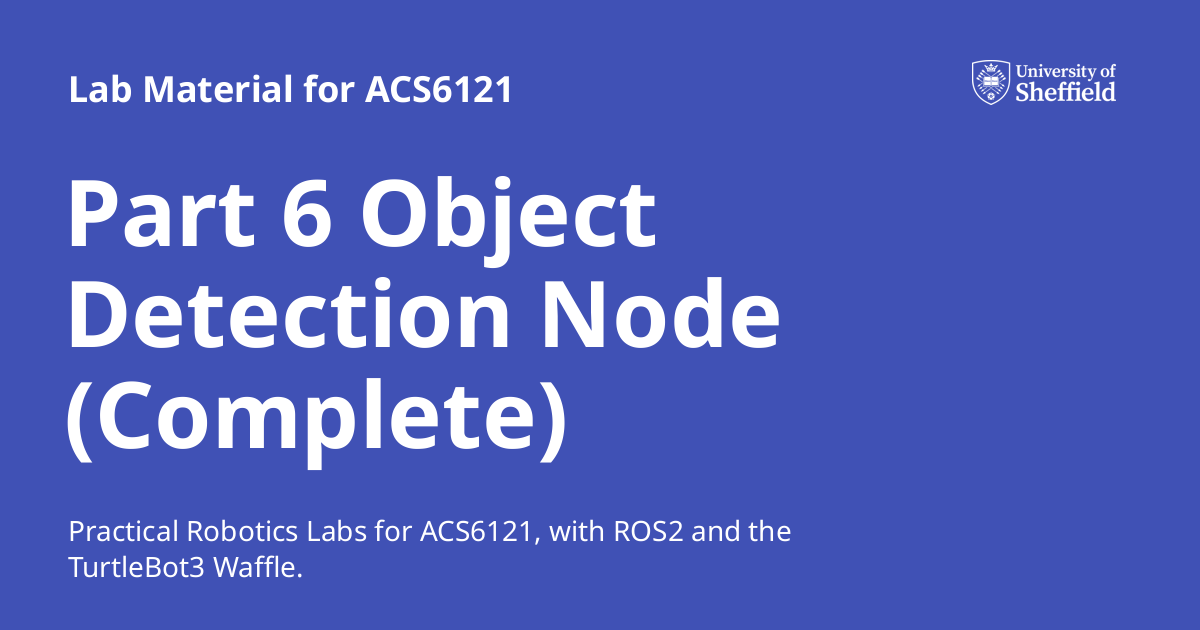 Lab Material for ACS6121
University of
Sheffield
Part 6 Object
Detection Node
(Complete)
Practical Robotics Labs for ACS6121, with ROS2 and the
TurtleBot3 Waffle.